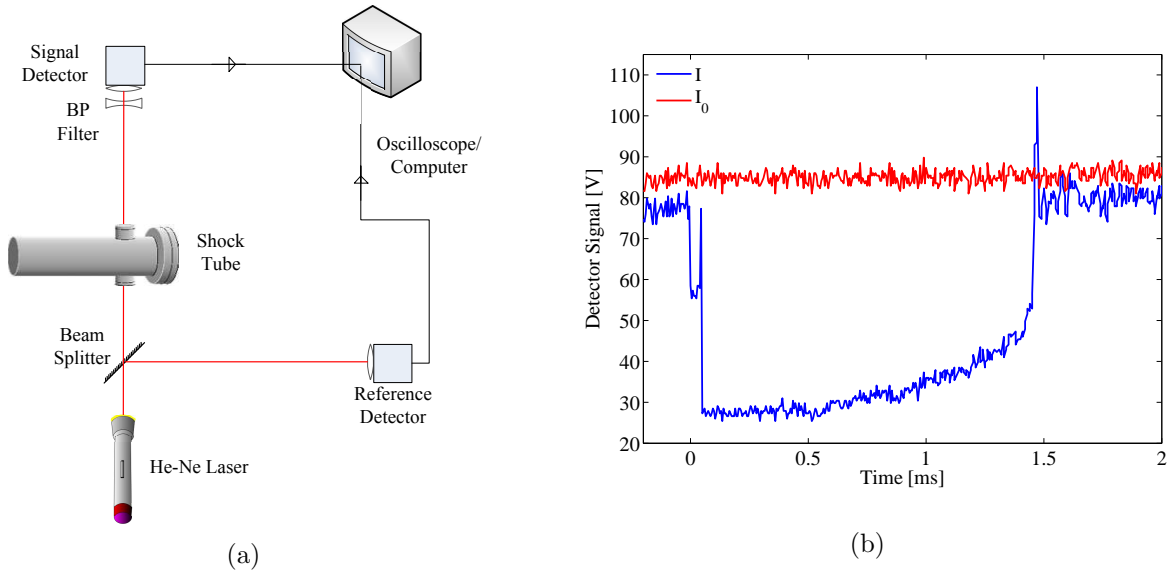 Signal
Detector
BP
Filter
Oscilloscope/
Computer
Shock
Tube
Beam
Splitter
Reference
Detector
He-Ne Laser
(a)
I
I0
110
100
90
80
70
60
50
40
30
20
Detector Signal [V]
0
0.5
1
1.5
2
Time [ms]
(b)